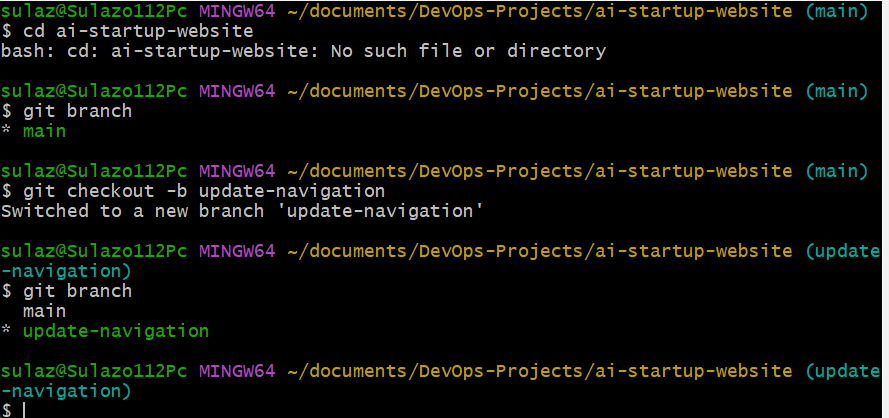 sulaz@Sulazo112Pc MINGW64 ~/documents/DevOps-Projects/ai-startup-website (main)
$ cd ai-startup-website
bash: cd: ai-startup-website: No such file or directory
sulaz@Sulazo112Pc MINGW64 ~/documents/DevOps-Projects/ai-startup-website (main)
$ git branch
* main
sulaz@Sulazo112Pc MINGW64 ~/documents/DevOps-Projects/ai-startup-website (main)
$ git checkout -b update-navigation
Switched to a new branch 'update-navigation'
sulaz@Sulazo112Pc MINGW64 ~/documents/DevOps-Projects/ai-startup-website (update
-navigation)
$ git branch
  main
* update-navigation
sulaz@Sulazo112Pc MINGW64 ~/documents/DevOps-Projects/ai-startup-website (update
-navigation)
$